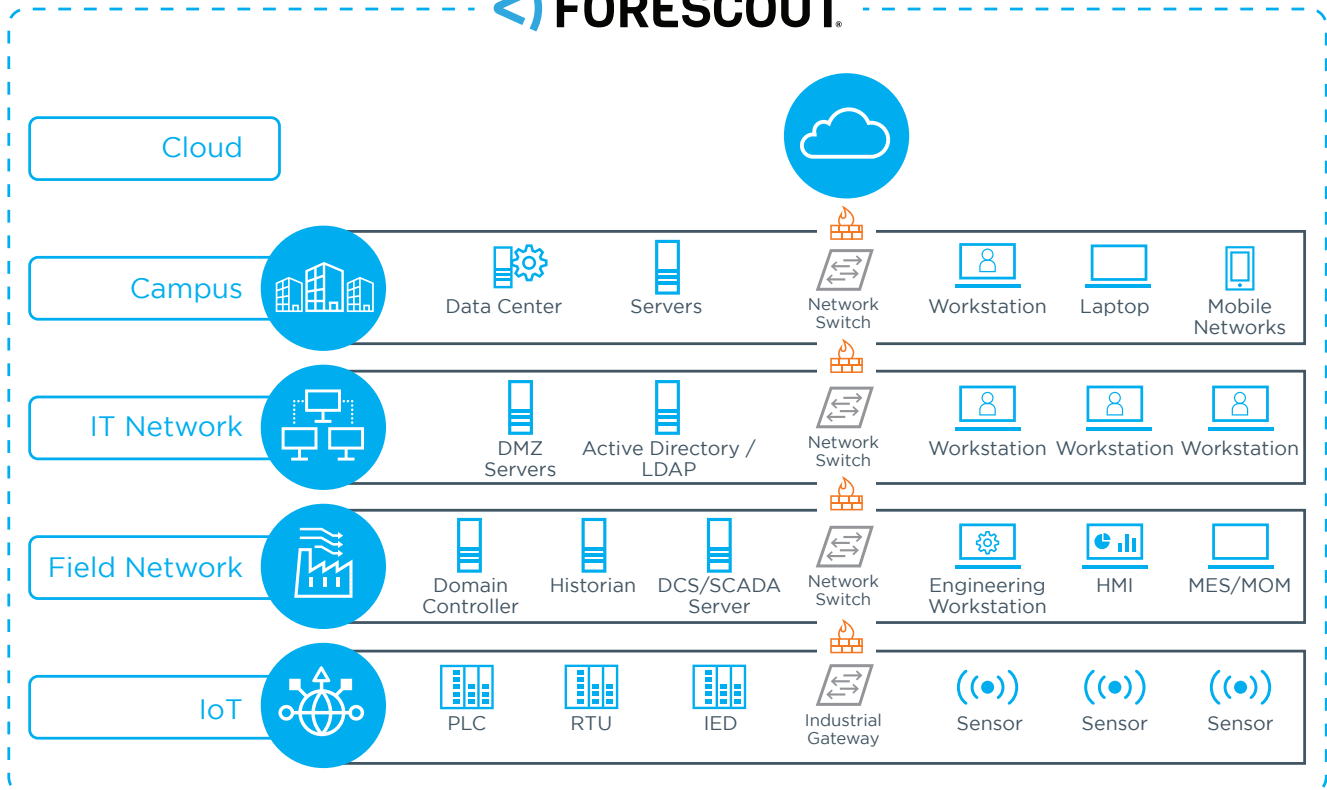 FORESCOUT®
Cloud
Campus
Data Center
Servers
Network
Switch
Workstation
Laptop
Mobile
Networks
IT Network
DMZ
Servers
Active Directory /
LDAP
Network
Switch
Workstation
Workstation
Workstation
Field Network
Domain
Controller
Historian
DCS/SCADA
Server
Network
Switch
Engineering
Workstation
HMI
MES/MOM
IoT
PLC
RTU
IED
Industrial
Gateway
Sensor
Sensor
Sensor